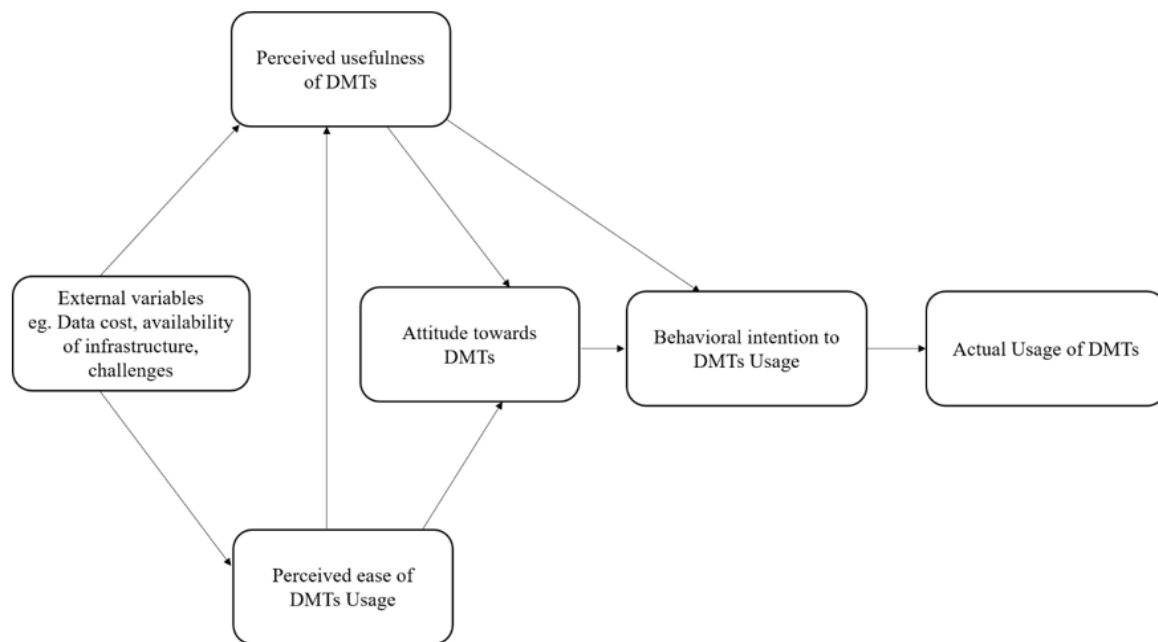 Perceived usefulness
of DMTs
External variables
eg. Data cost, availability
of infrastructure,
challenges
Attitude towards
DMTs
Behavioral intention to
DMTs Usage
Actual Usage of DMTs
Perceived ease of
DMTs Usage